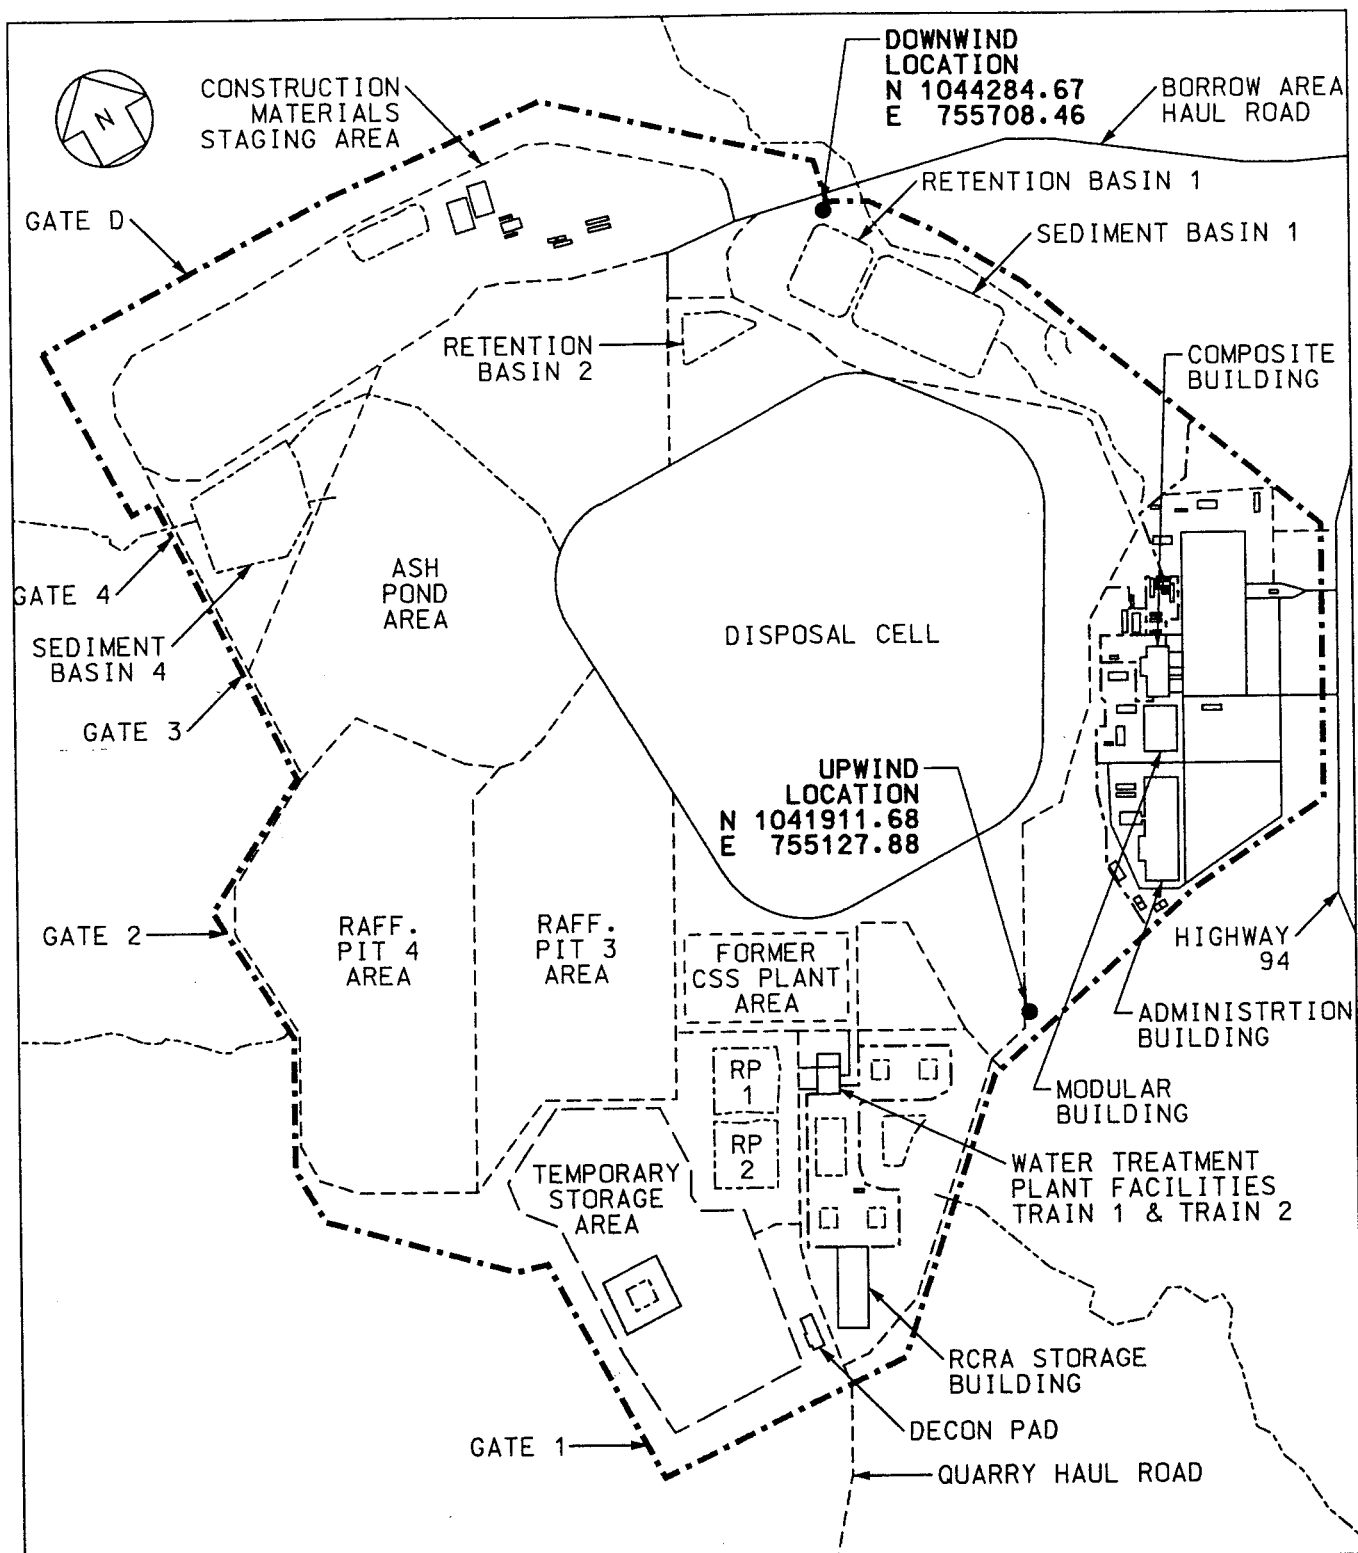 DOWNWIND
LOCATION
N 1044284.67
E 755708.46
BORROW AREA
HAUL ROAD
CONSTRUCTION
MATERIALS
STAGING AREA
N
RETENTION BASIN 1
GATE D
SEDIMENT BASIN 1
RETENTION
BASIN 2
COMPOSITE
BUILDING
ASH
POND
AREA
GATE 4
DISPOSAL CELL
SEDIMENT
BASIN 4
GATE 3
UPWIND
LOCATION
N 1041911.68
E 755127.88
GATE 2
RAFF.
PIT 4
AREA
RAFF.
PIT 3
AREA
FORMER
CSS PLANT
AREA
HIGHWAY
94
ADMINISTRTION
BUILDING
RP
1
MODULAR
BUILDING
RP
2
TEMPORARY
STORAGE
AREA
WATER TREATMENT
PLANT FACILITIES
TRAIN 1 & TRAIN 2
RCRA STORAGE
BUILDING
DECON PAD
GATE 1
QUARRY HAUL ROAD